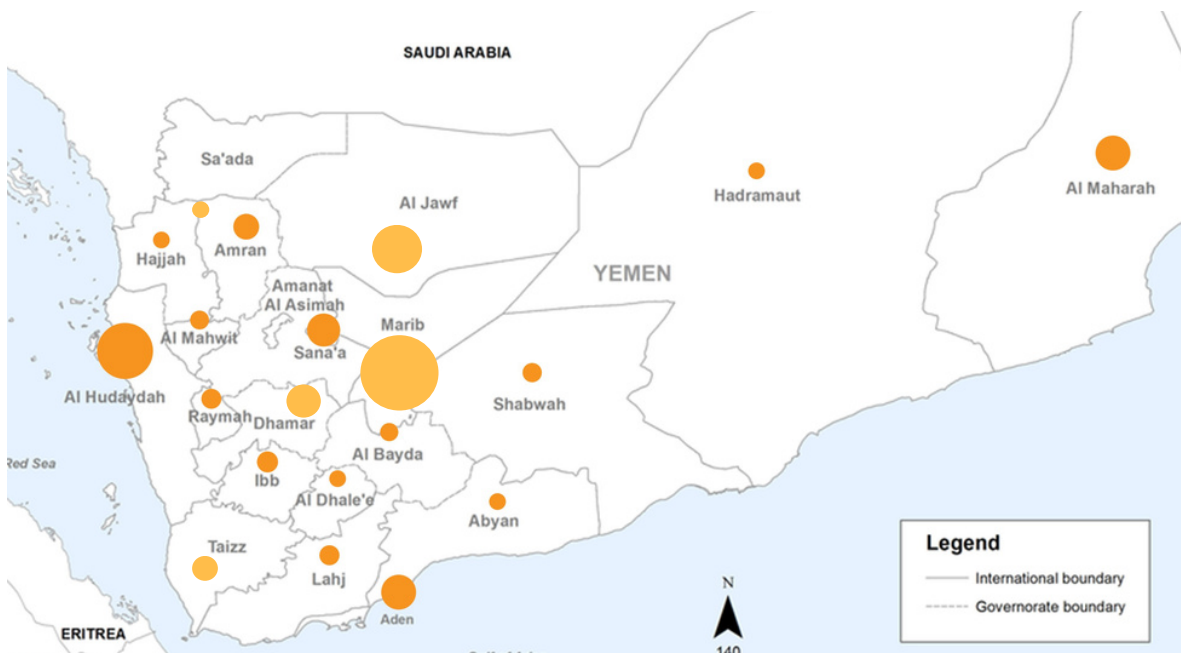 SAUDI ARABIA
Sa'ada
Al Jawf
Hadramaut
Al Maharah
Hajjah
Amran
YEMEN
Amanat
Al Asimah
Marib
Al Mahwit
Sana'a
Al Hudaydah
Raymah
Dhamar
Shabwah
Al Bayda
Red Sea
Ibb
Al Dhale'e
Abyan
Taizz
Lahj
Aden
ERITREA
N
140
Legend
International boundary
Governorate boundary